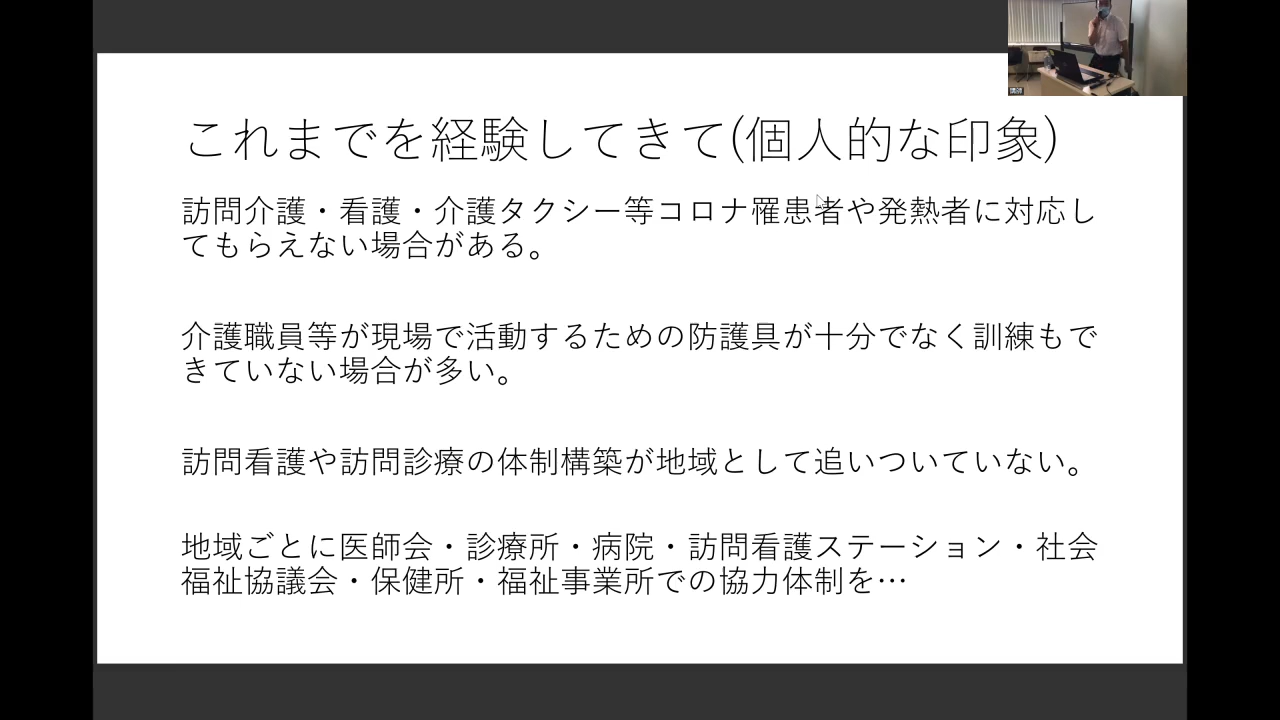 これまでを経験してきて(個人的な印象)
訪問介護・看護・介護タクシー等コロナ罹患者や発熱者に対応し
てもらえない場合がある。
介護職員等が現場で活動するための防護具が十分でなく訓練もで
きていない場合が多い。
訪問看護や訪問診療の体制構築が地域として追いついていない。
地域ごとに医師会・診療所・病院・訪問看護ステーション・社会
福祉協議会・保健所・福祉事業所での協力体制を…